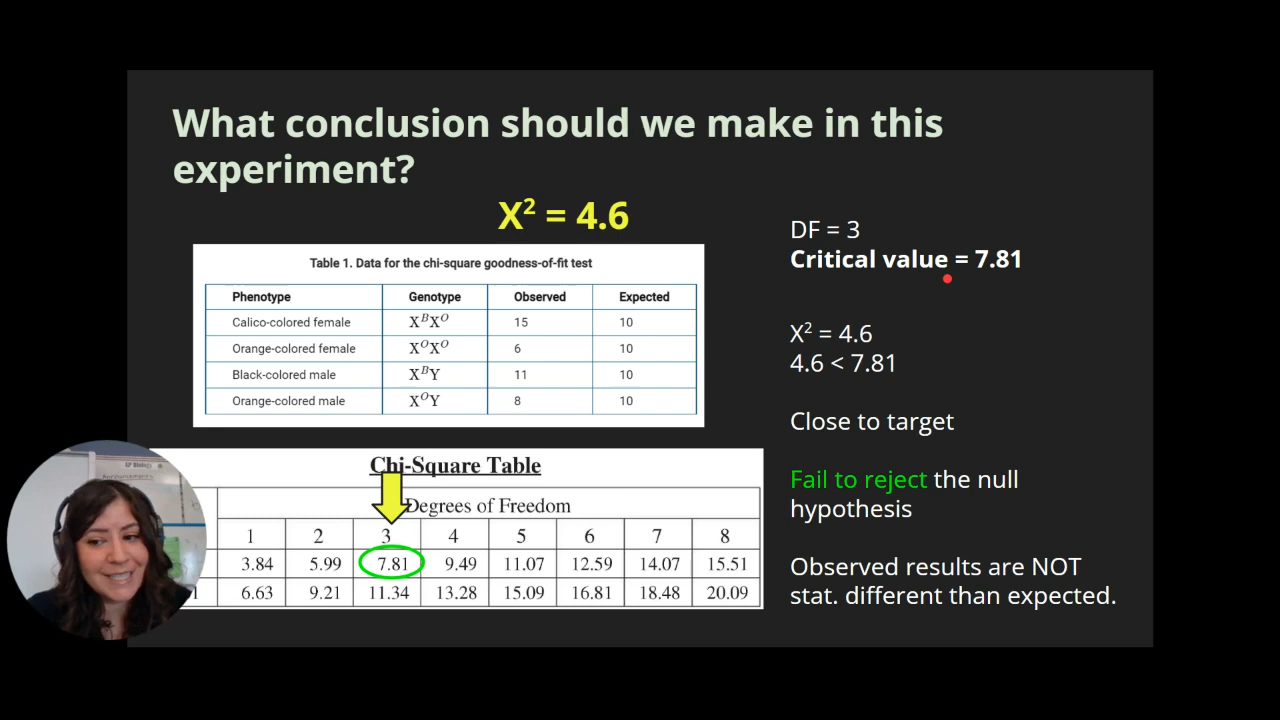 What conclusion should we make in this
experiment?
X² = 4.6
DF = 3
Critical value = 7.81
Table 1. Data for the chi-square goodness-of-fit test
Phenotype Genotype Observed Expected
Calico-colored female XᴮXᴼ 15 10
Orange-colored female XᴼXᴼ 6 10
Black-colored male XᴮY 11 10
Orange-colored male XᴼY 8 10
X² = 4.6
4.6 < 7.81
Close to target
Fail to reject the null
hypothesis
Observed results are NOT
stat. different than expected.
Chi-Square Table
Degrees of Freedom
1 2 3 4 5 6 7 8
3.84 5.99 7.81 9.49 11.07 12.59 14.07 15.51
1 6.63 9.21 11.34 13.28 15.09 16.81 18.48 20.09